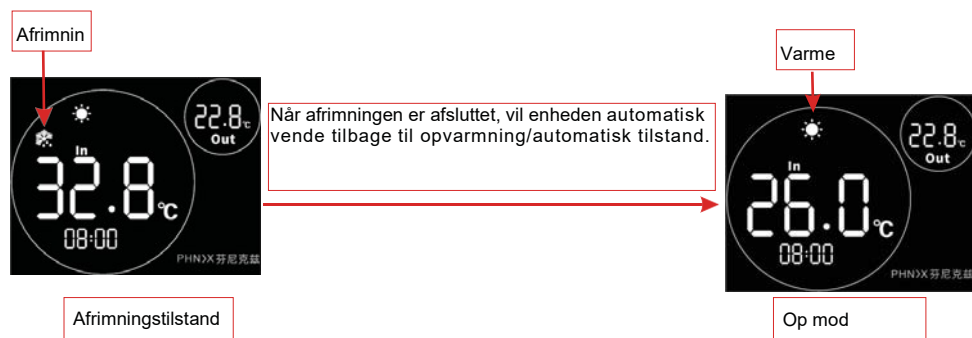 Afrimnin
Varme
22.8℃
Out
In
32.8℃
08:00
PHNIX芬尼克兹
Når afrimningen er afsluttet, vil enheden automatisk
vende tilbage til opvarmning/automatisk tilstand.
22.8℃
Out
In
26.0℃
08:00
PHNIX芬尼克兹
Afrimningstilstand
Op mod